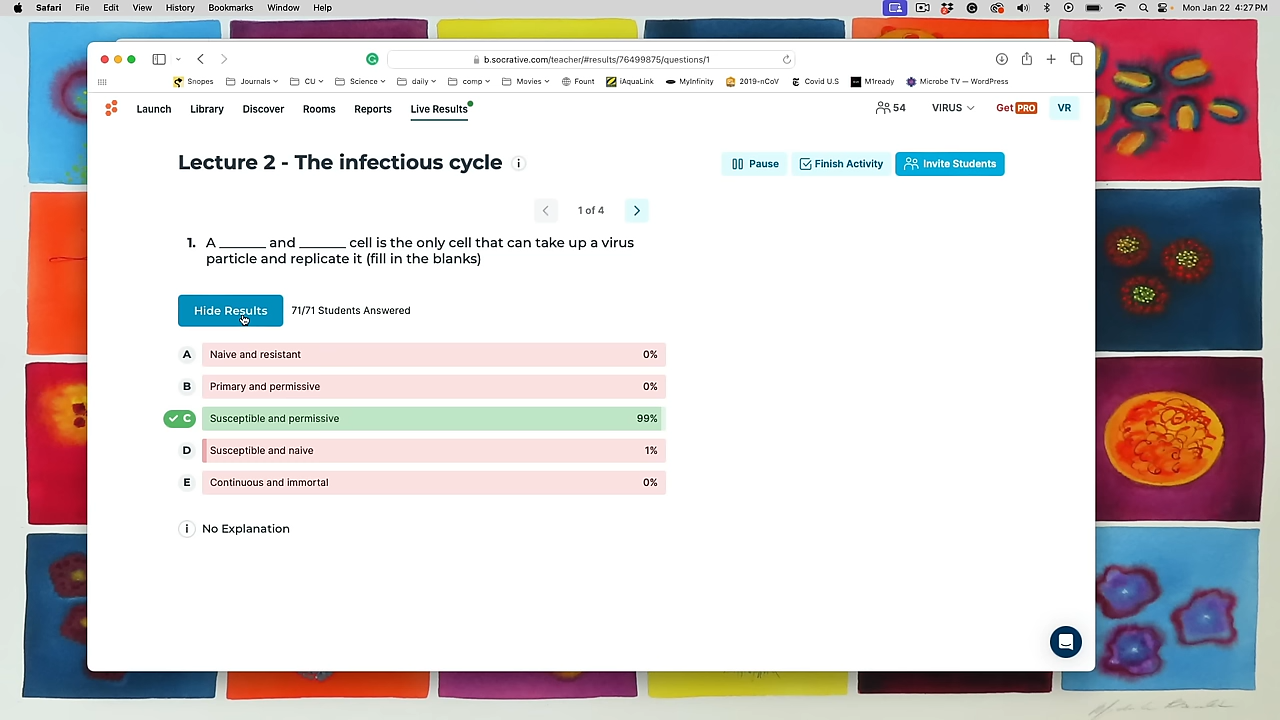 Safari File Edit View History Bookmarks Window Help Mon Jan 22 4:27 PM
b.socrative.com/teacher/#results/76499875/questions/1
Snopes Journals CU Science daily comp Movies Fount iAquaLink MyInfinity 2019-nCoV Covid U.S M1ready Microbe TV — WordPress
Launch Library Discover Rooms Reports Live Results 54 VIRUS Get PRO VR
Lecture 2 - The infectious cycle Pause Finish Activity Invite Students
1 of 4
1. A _______ and _______ cell is the only cell that can take up a virus
particle and replicate it (fill in the blanks)
Hide Results 71/71 Students Answered
A Naive and resistant 0%
B Primary and permissive 0%
C Susceptible and permissive 99%
D Susceptible and naive 1%
E Continuous and immortal 0%
No Explanation